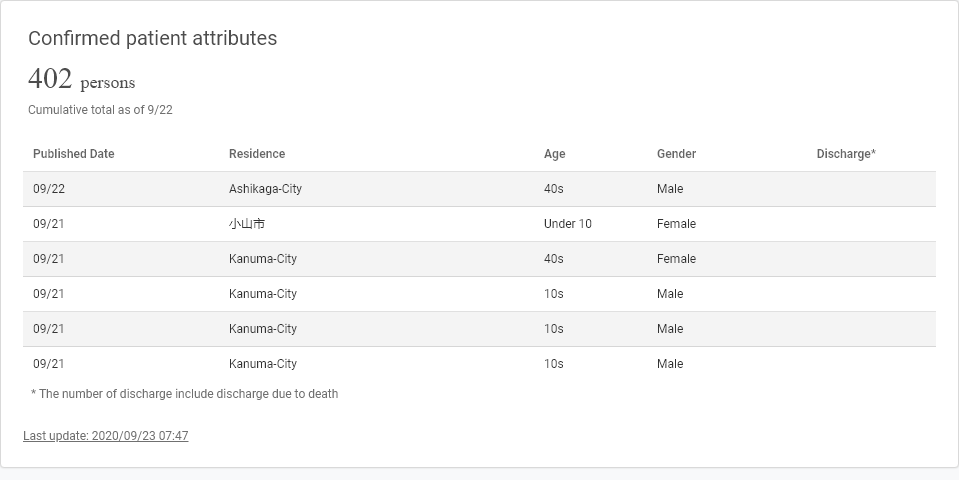 Confirmed patient attributes
402 persons
Cumulative total as of 9/22
Published Date Residence Age Gender Discharge*
09/22 Ashikaga-City 40s Male
09/21 小山市 Under 10 Female
09/21 Kanuma-City 40s Female
09/21 Kanuma-City 10s Male
09/21 Kanuma-City 10s Male
09/21 Kanuma-City 10s Male
* The number of discharge include discharge due to death
Last update: 2020/09/23 07:47